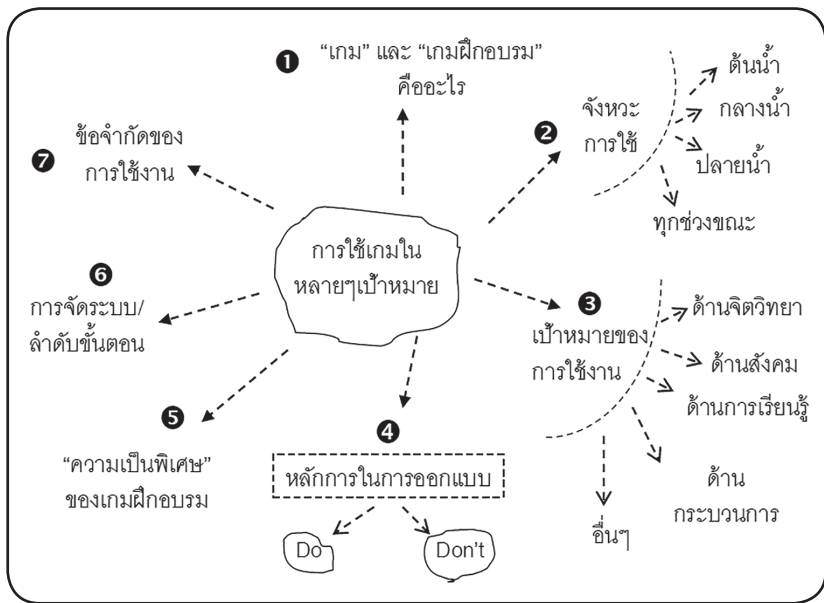 ❶ “เกม” และ “เกมฝึกอบรม”
คืออะไร
❷ จังหวะ
การใช้
ต้นน้ำ
กลางน้ำ
ปลายน้ำ
ทุกช่วงขณะ
การใช้เกมใน
หลายๆเป้าหมาย
❸
เป้าหมายของ
การใช้งาน
ด้านจิตวิทยา
ด้านสังคม
ด้านการเรียนรู้
ด้าน
กระบวนการ
อื่นๆ
❹
หลักการในการออกแบบ
Do
Don't
❺
“ความเป็นพิเศษ”
ของเกมฝึกอบรม
❻
การจัดระบบ/
ลำดับขั้นตอน
❼ ข้อจำกัดของ
การใช้งาน